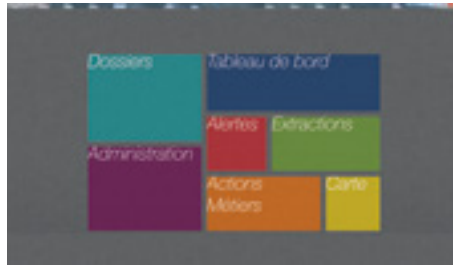 Dossiers
Tableau de bord
Alertes
Extractions
Administration
Actions
Métiers
Carte